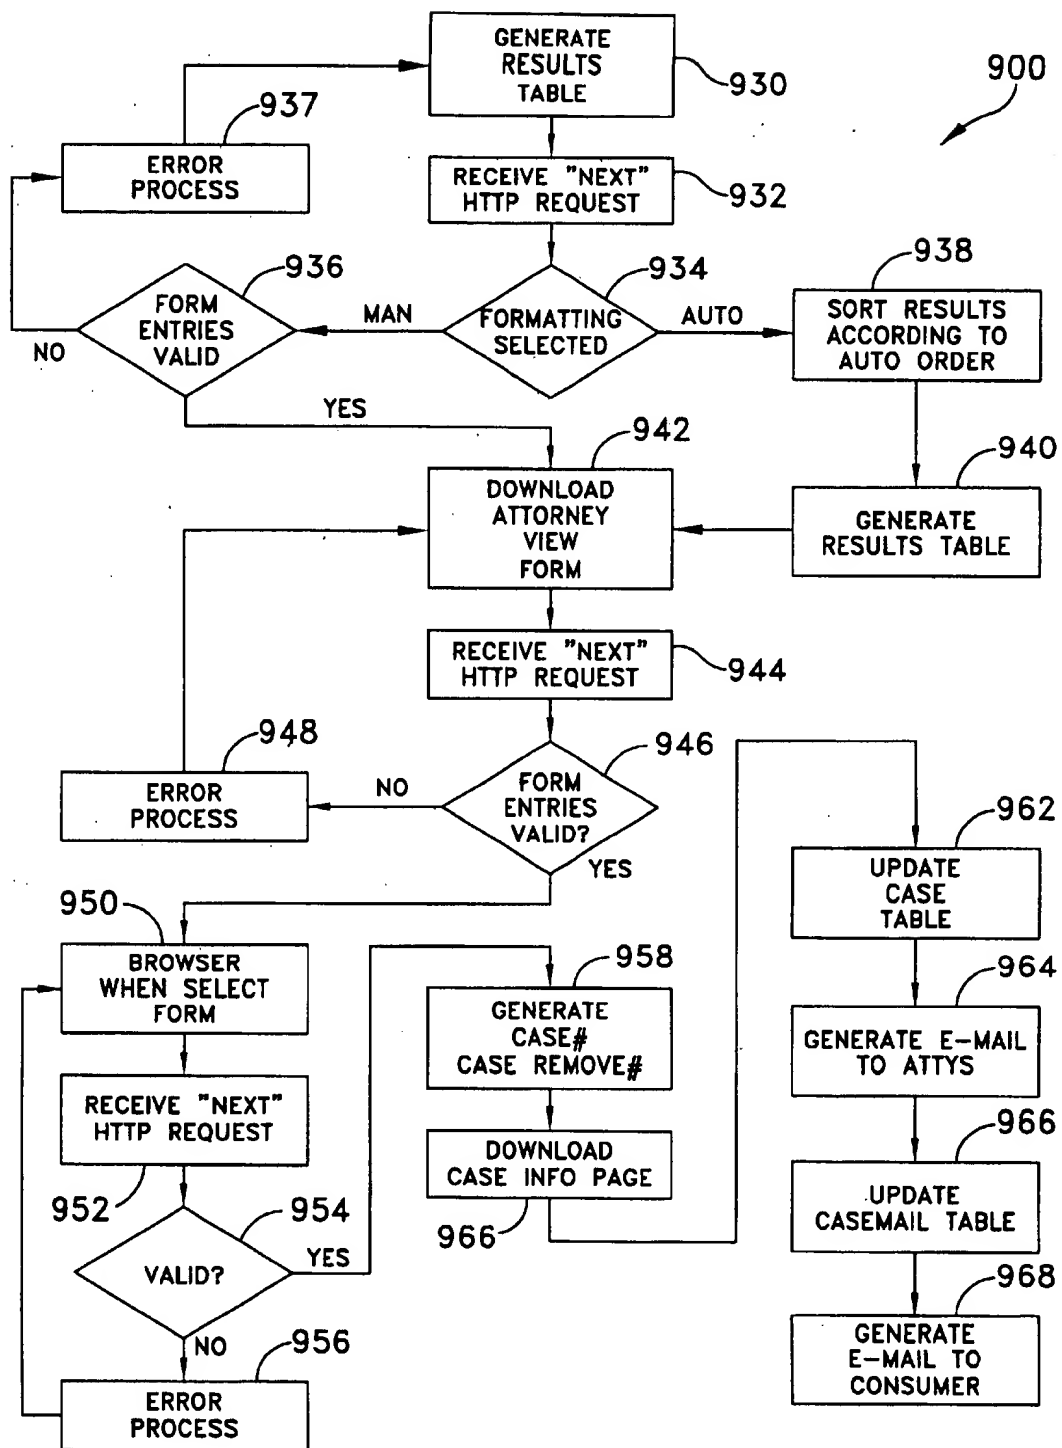 GENERATE
RESULTS
TABLE
930
900
937
ERROR
PROCESS
RECEIVE "NEXT"
HTTP REQUEST
932
936
FORM
ENTRIES
VALID
NO
YES
MAN
934
FORMATTING
SELECTED
AUTO
938
SORT RESULTS
ACCORDING TO
AUTO ORDER
942
DOWNLOAD
ATTORNEY
VIEW
FORM
940
GENERATE
RESULTS TABLE
RECEIVE "NEXT"
HTTP REQUEST
944
948
ERROR
PROCESS
NO
946
FORM
ENTRIES
VALID?
YES
950
BROWSER
WHEN SELECT
FORM
RECEIVE "NEXT"
HTTP REQUEST
952
954
VALID?
YES
NO
956
ERROR
PROCESS
958
GENERATE
CASE#
CASE REMOVE#
DOWNLOAD
CASE INFO PAGE
966
962
UPDATE
CASE
TABLE
964
GENERATE E-MAIL
TO ATTYS
966
UPDATE
CASEMAIL TABLE
968
GENERATE
E-MAIL TO
CONSUMER